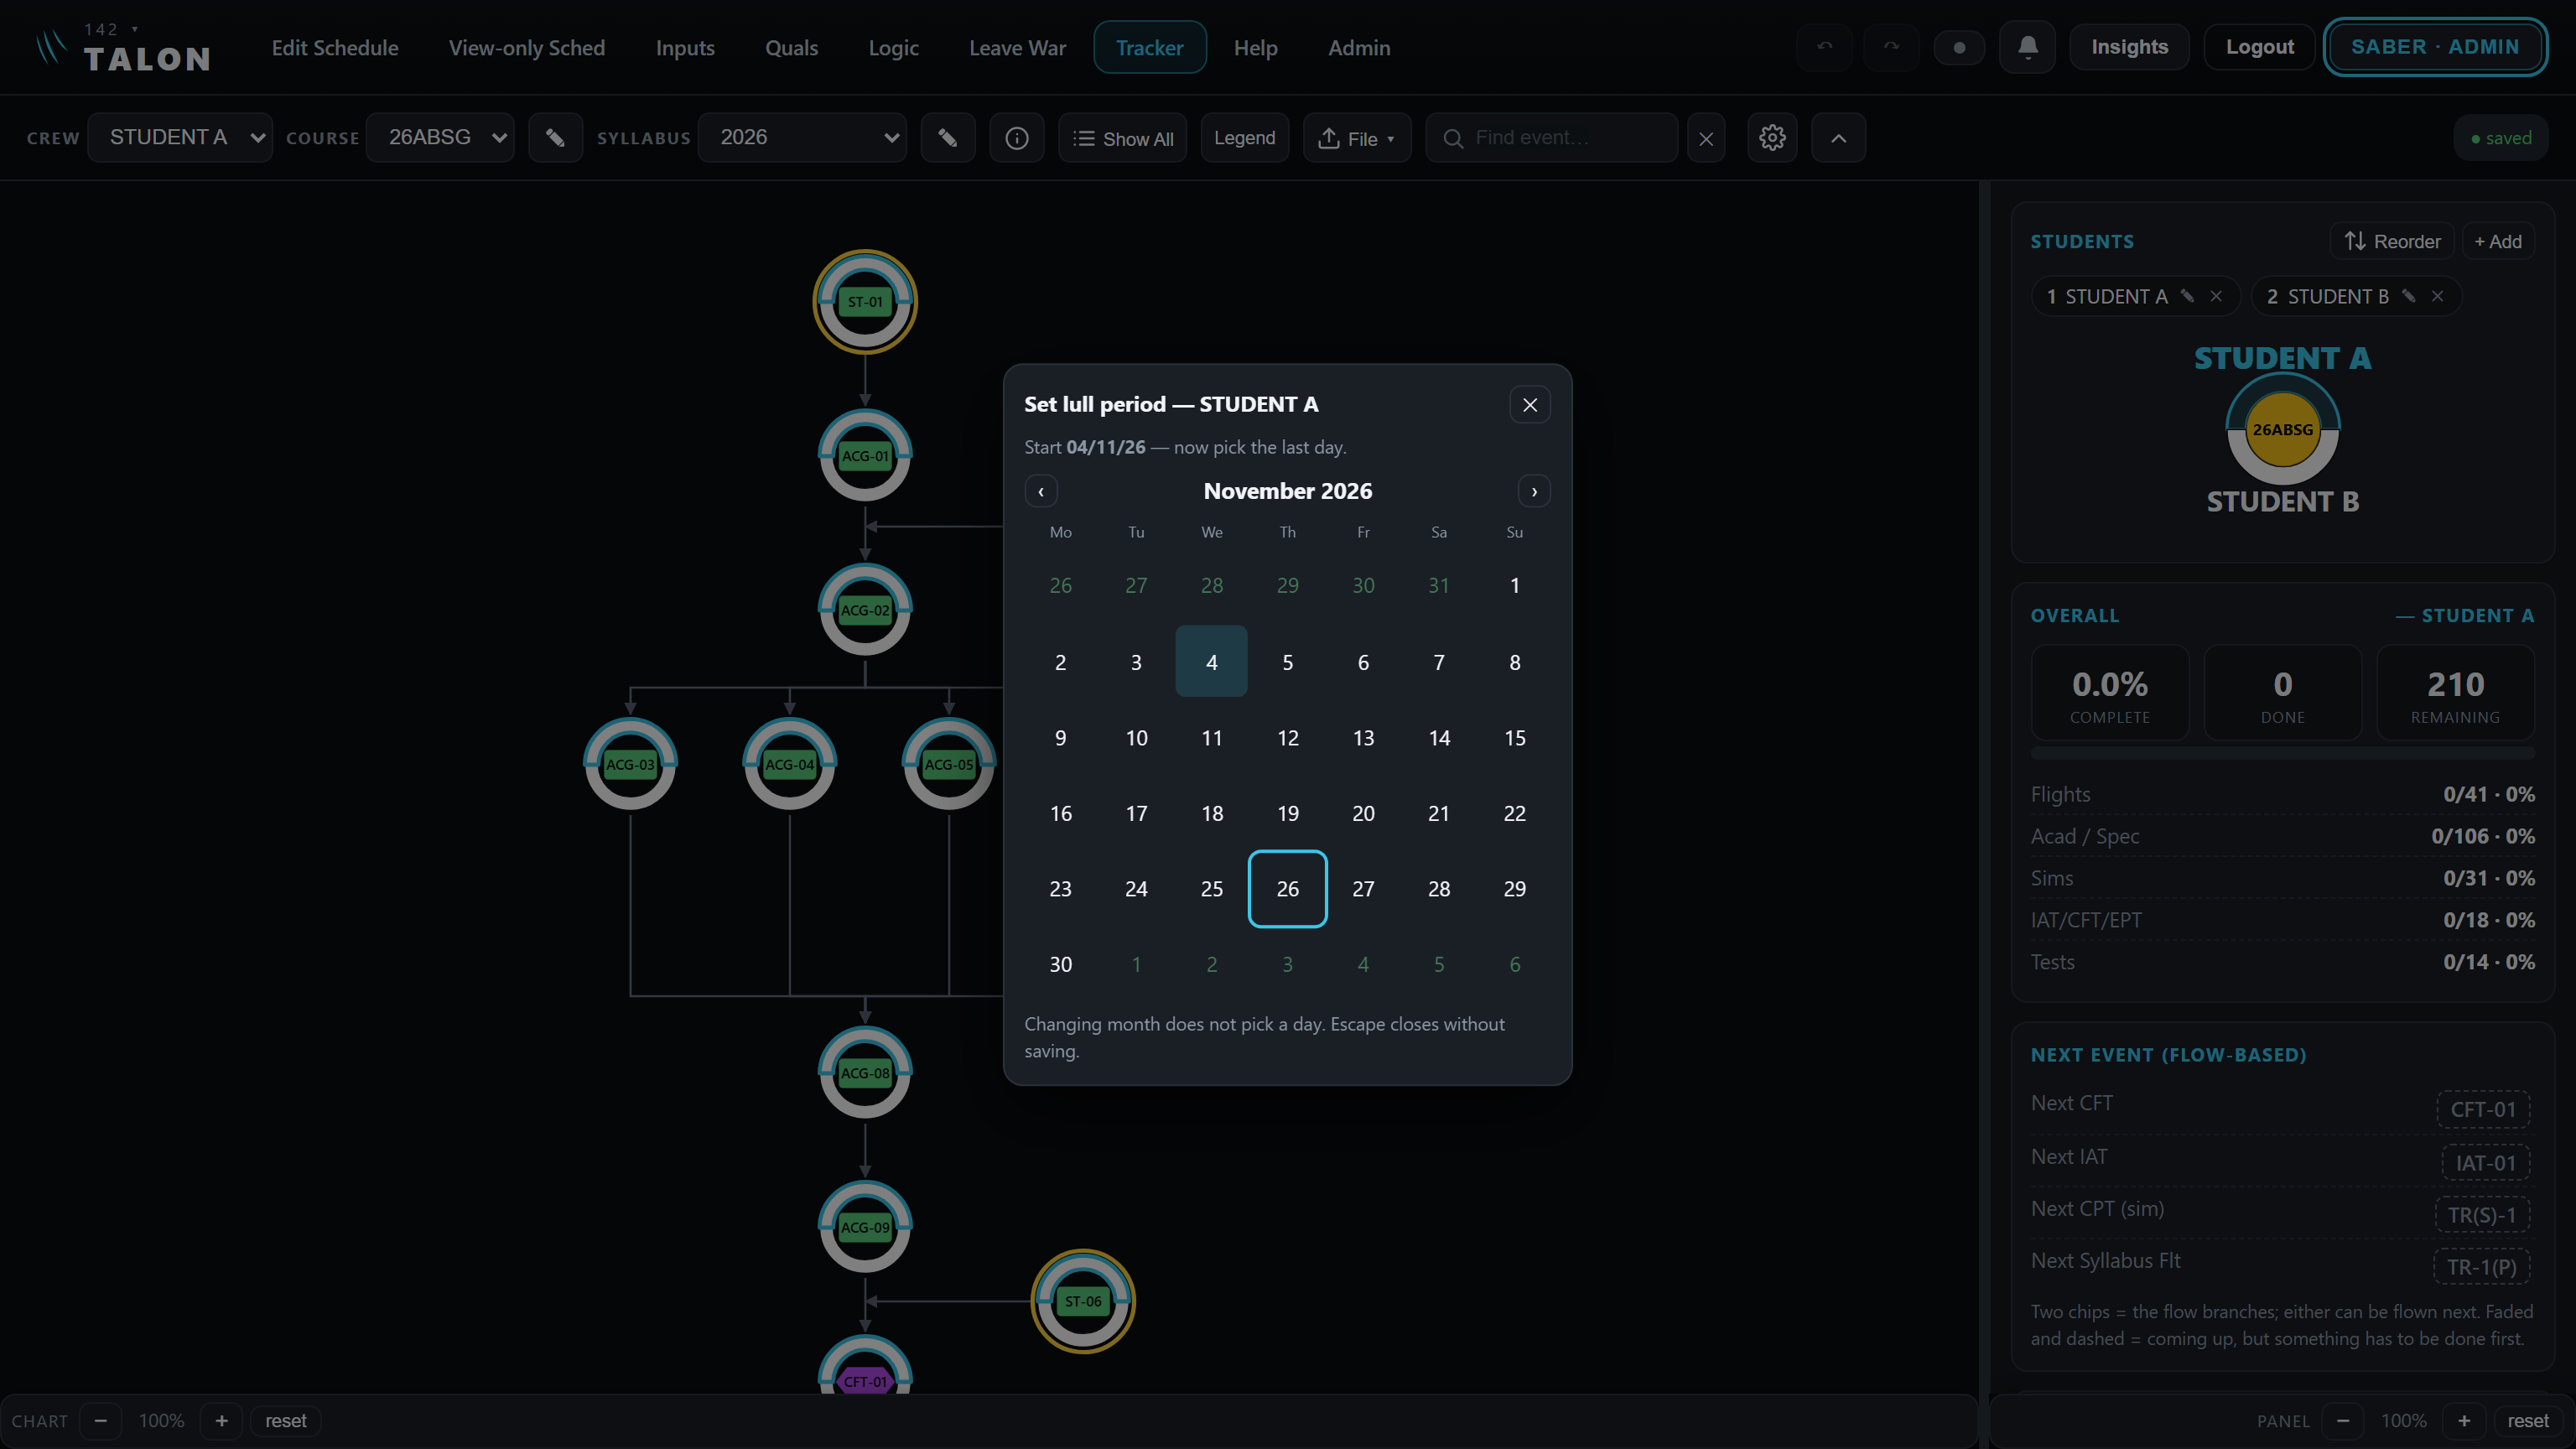 142 ▾
TALON
Edit Schedule
View-only Sched
Inputs
Quals
Logic
Leave War
Tracker
Help
Admin
Insights
Logout
SABER · ADMIN
CREW
STUDENT A
COURSE
26ABSG
SYLLABUS
2026
Show All
Legend
File ▾
Find event...
saved
ST-01
ACG-01
ACG-02
ACG-03
ACG-04
ACG-05
ACG-08
ACG-09
ST-06
CFT-01
Set lull period — STUDENT A
Start 04/11/26 — now pick the last day.
November 2026
Mo Tu We Th Fr Sa Su
26 27 28 29 30 31 1
2 3 4 5 6 7 8
9 10 11 12 13 14 15
16 17 18 19 20 21 22
23 24 25 26 27 28 29
30 1 2 3 4 5 6
Changing month does not pick a day. Escape closes without
saving.
STUDENTS
Reorder
+ Add
1 STUDENT A
2 STUDENT B
STUDENT A
26ABSG
STUDENT B
OVERALL
— STUDENT A
0.0%
COMPLETE
0
DONE
210
REMAINING
Flights 0/41 · 0%
Acad / Spec 0/106 · 0%
Sims 0/31 · 0%
IAT/CFT/EPT 0/18 · 0%
Tests 0/14 · 0%
NEXT EVENT (FLOW-BASED)
Next CFT CFT-01
Next IAT IAT-01
Next CPT (sim) TR(S)-1
Next Syllabus Flt TR-1(P)
Two chips = the flow branches; either can be flown next. Faded
and dashed = coming up, but something has to be done first.
CHART − 100% + reset
PANEL − 100% + reset